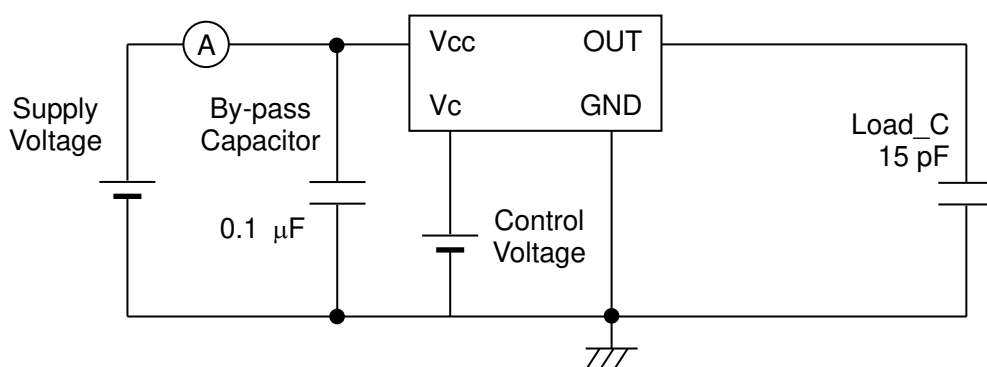 A
Vcc
OUT
Vc
GND
Supply
Voltage
By-pass
Capacitor
0.1 μF
Control
Voltage
Load_C
15 pF